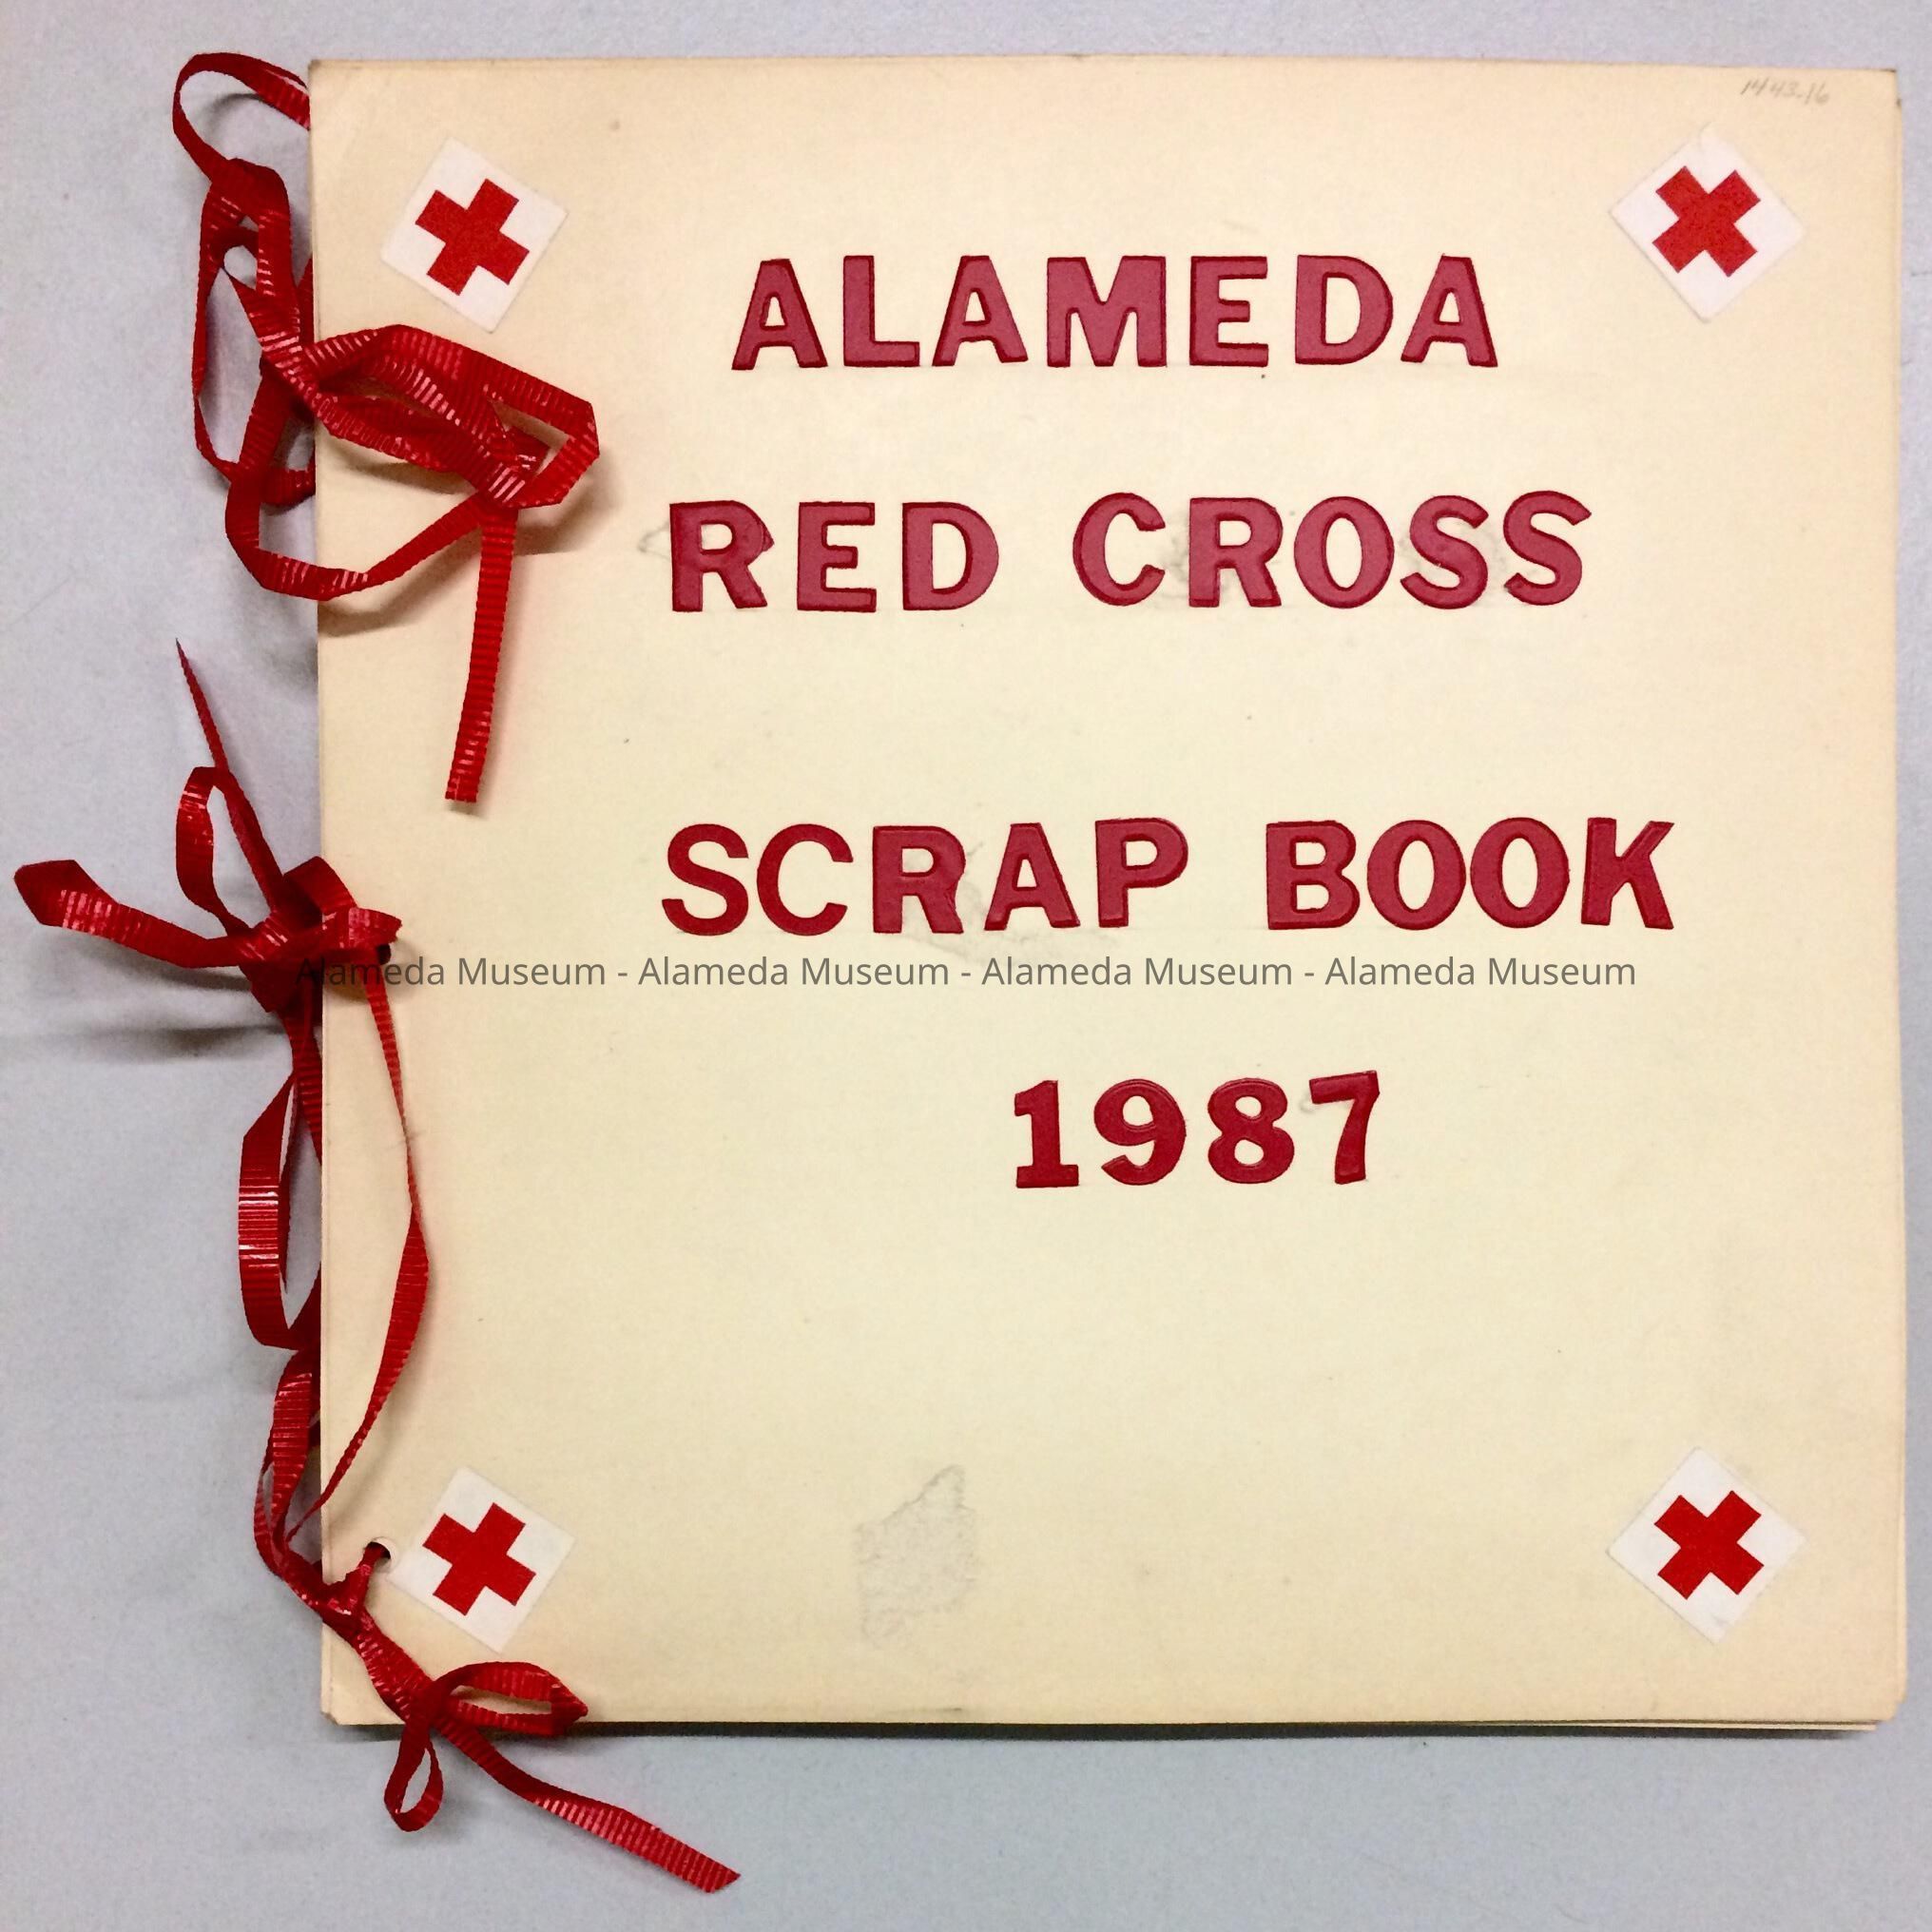 1443-16
ALAMEDA
RED CROSS
SCRAP BOOK
Alameda Museum - Alameda Museum - Alameda Museum - Alameda Museum
1987